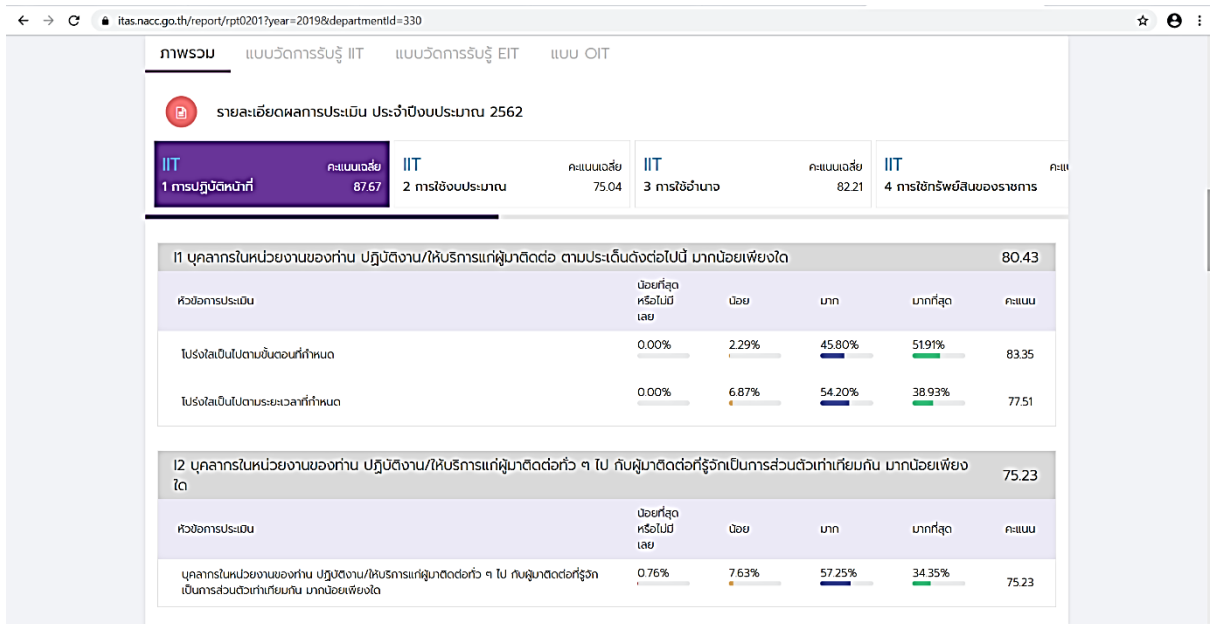 itas.nacc.go.th/report/rpt0201?year=2019&departmentId=330
ภาพรวม แบบวัดการรับรู้ IIT แบบวัดการรับรู้ EIT แบบ OIT
รายละเอียดผลการประเมิน ประจำปีงบประมาณ 2562
IIT คะแนนเฉลี่ย IIT คะแนนเฉลี่ย IIT คะแนนเฉลี่ย IIT
1 การปฏิบัติหน้าที่ 87.67 2 การใช้งบประมาณ 75.04 3 การใช้อำนาจ 82.21 4 การใช้ทรัพย์สินของราชการ
I1 บุคลากรในหน่วยงานของท่าน ปฏิบัติงาน/ให้บริการแก่ผู้มาติดต่อ ตามประเด็นดังต่อไปนี้ มากน้อยเพียงใด 80.43
น้อยที่สุด
หัวข้อการประเมิน หรือไม่มี น้อย มาก มากที่สุด คะแนน
เลย
โปร่งใสเป็นไปตามขั้นตอนที่กำหนด 0.00% 2.29% 45.80% 51.91% 83.35
โปร่งใสเป็นไปตามระยะเวลาที่กำหนด 0.00% 6.87% 54.20% 38.93% 77.51
I2 บุคลากรในหน่วยงานของท่าน ปฏิบัติงาน/ให้บริการแก่ผู้มาติดต่อทั่ว ๆ ไป กับผู้มาติดต่อที่รู้จักเป็นการส่วนตัวเท่าเทียมกัน มากน้อยเพียง
ใด 75.23
น้อยที่สุด
หัวข้อการประเมิน หรือไม่มี น้อย มาก มากที่สุด คะแนน
เลย
บุคลากรในหน่วยงานของท่าน ปฏิบัติงาน/ให้บริการแก่ผู้มาติดต่อทั่ว ๆ ไป กับผู้มาติดต่อที่รู้จัก 0.76% 7.63% 57.25% 34.35% 75.23
เป็นการส่วนตัวเท่าเทียมกัน มากน้อยเพียงใด